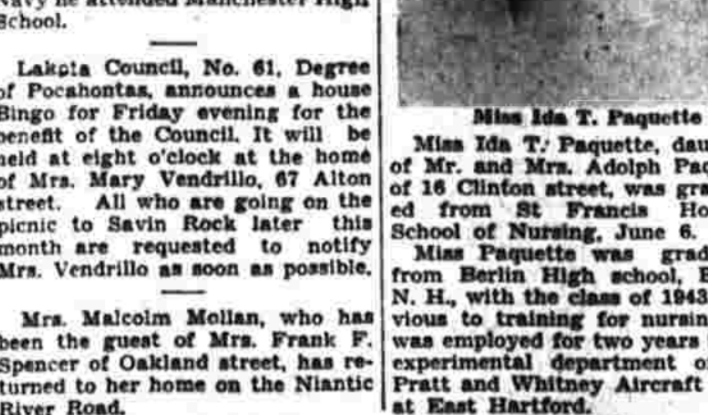 Navy he attended Manchester High
School.
Lakota Council, No. 61, Degree
of Pocahontas, announces a house
Bingo for Friday evening for the
benefit of the Council. It will be
held at eight o'clock at the home
of Mrs. Mary Vendrillo, 67 Alton
street. All who are going on the
picnic to Savin Rock later this
month are requested to notify
Mrs. Vendrillo as soon as possible.
Mrs. Malcolm Mollan, who has
been the guest of Mrs. Frank F.
Spencer of Oakland street, has re-
turned to her home on the Niantic
River Road.
Miss Ida T. Paquette
Miss Ida T. Paquette, dau
of Mr. and Mrs. Adolph Paq
of 16 Clinton street, was gra
ed from St Francis Ho
School of Nursing, June 6.
Miss Paquette was grad
from Berlin High school, B
N. H., with the class of 1943
vious to training for nursin
was employed for two years
experimental department o
Pratt and Whitney Aircraft
at East Hartford.